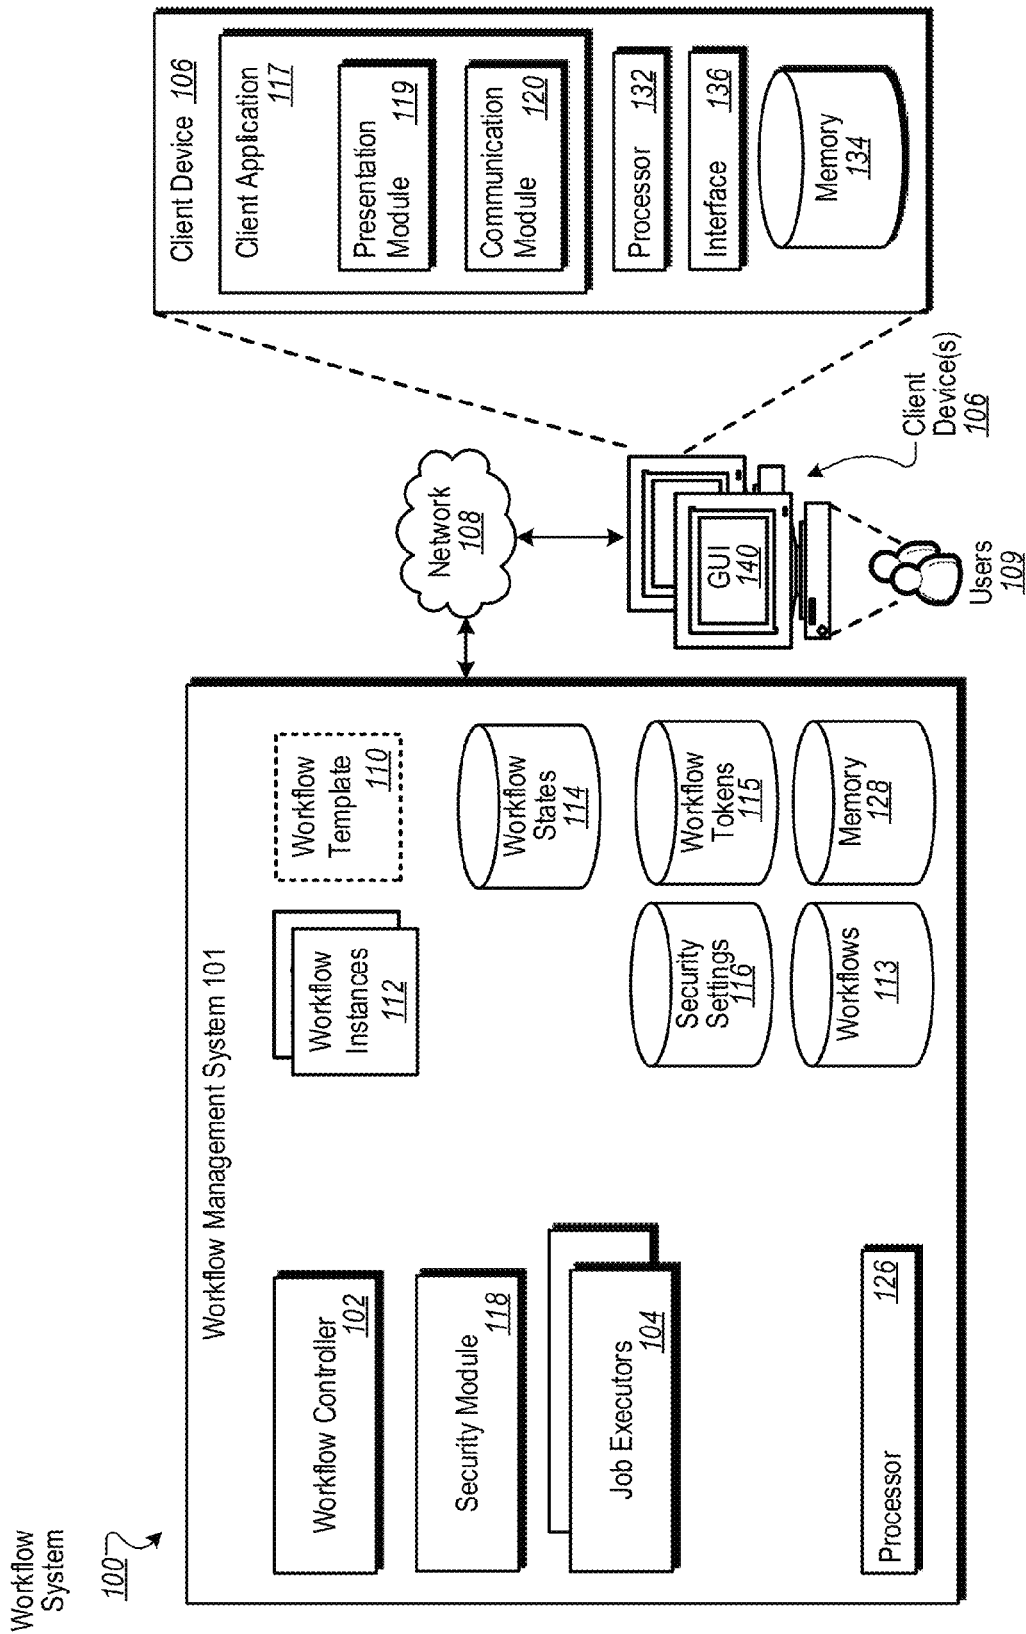 Workflow
System
100
Workflow Management System 101
Workflow Controller
102
Security Module
118
Job Executors
104
Processor
126
Workflow
Instances
112
Workflow
Template
110
Workflow
States
114
Security
Settings
116
Workflow
Tokens
115
Workflows
113
Memory
128
Network
108
GUI
140
Client
Device(s)
106
Users
109
Client Device 106
Client Application
117
Presentation
Module 119
Communication
Module 120
Processor 132
Interface 136
Memory
134